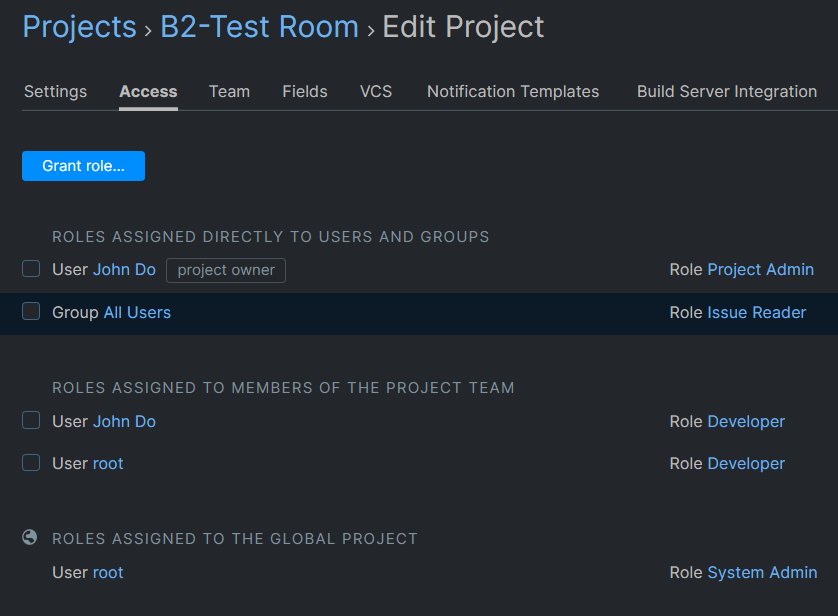 Projects › B2-Test Room › Edit Project
Settings Access Team Fields VCS Notification Templates Build Server Integration
Grant role...
ROLES ASSIGNED DIRECTLY TO USERS AND GROUPS
User John Do project owner Role Project Admin
Group All Users Role Issue Reader
ROLES ASSIGNED TO MEMBERS OF THE PROJECT TEAM
User John Do Role Developer
User root Role Developer
ROLES ASSIGNED TO THE GLOBAL PROJECT
User root Role System Admin